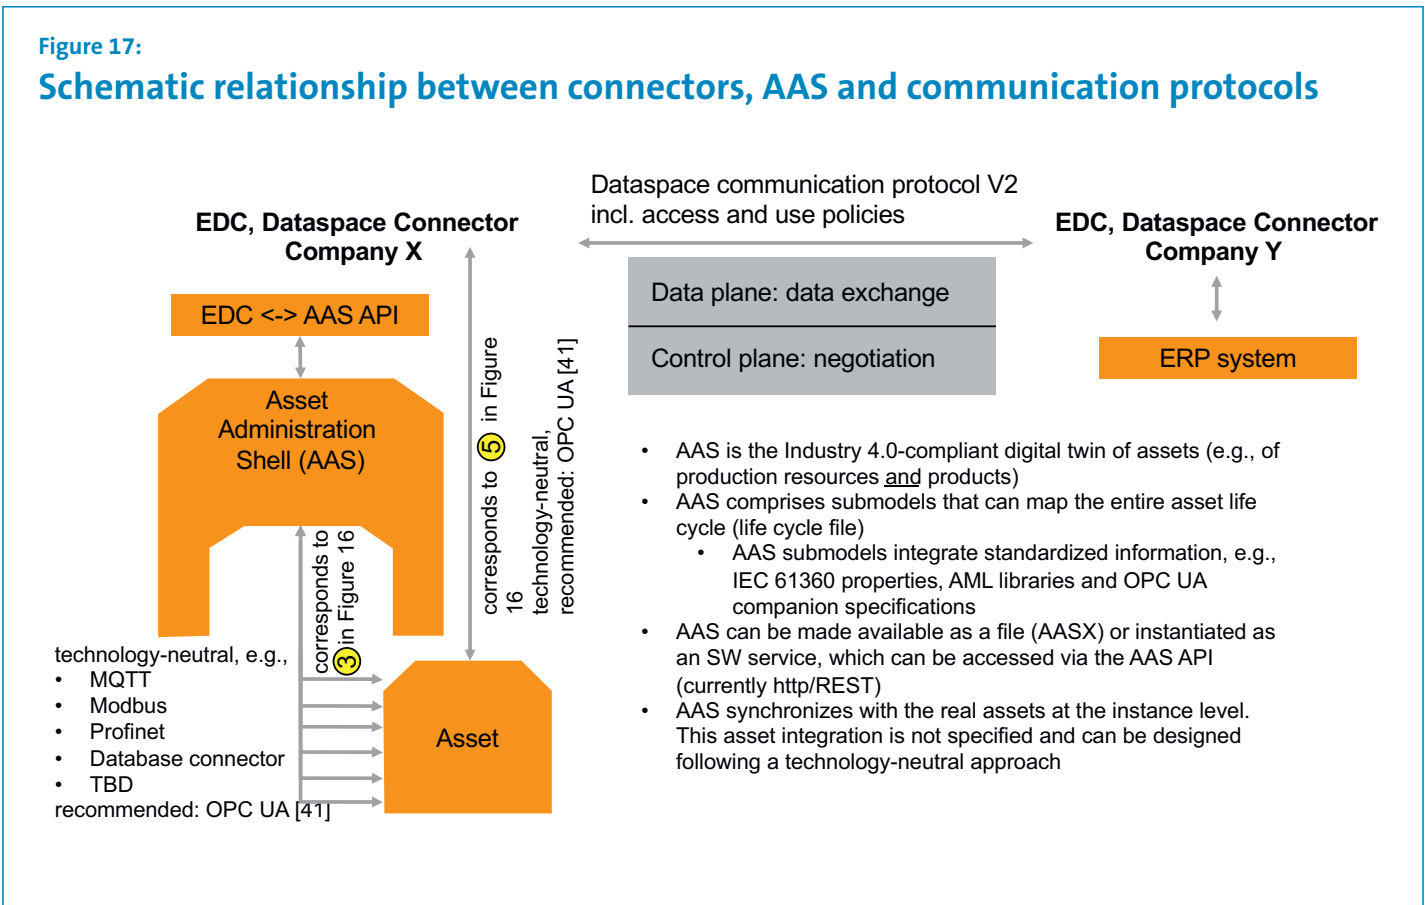 Figure 17:
Schematic relationship between connectors, AAS and communication protocols
Dataspace communication protocol V2
incl. access and use policies
EDC, Dataspace Connector
Company X
EDC, Dataspace Connector
Company Y
EDC <-> AAS API
Data plane: data exchange
Control plane: negotiation
ERP system
Asset
Administration
Shell (AAS)
corresponds to 5 in Figure
16
technology-neutral,
recommended: OPC UA [41]
corresponds to
3 in Figure 16
technology-neutral, e.g.,
• MQTT
• Modbus
• Profinet
• Database connector
• TBD
recommended: OPC UA [41]
Asset
• AAS is the Industry 4.0-compliant digital twin of assets (e.g., of
production resources and products)
• AAS comprises submodels that can map the entire asset life
cycle (life cycle file)
• AAS submodels integrate standardized information, e.g.,
IEC 61360 properties, AML libraries and OPC UA
companion specifications
• AAS can be made available as a file (AASX) or instantiated as
an SW service, which can be accessed via the AAS API
(currently http/REST)
• AAS synchronizes with the real assets at the instance level.
This asset integration is not specified and can be designed
following a technology-neutral approach